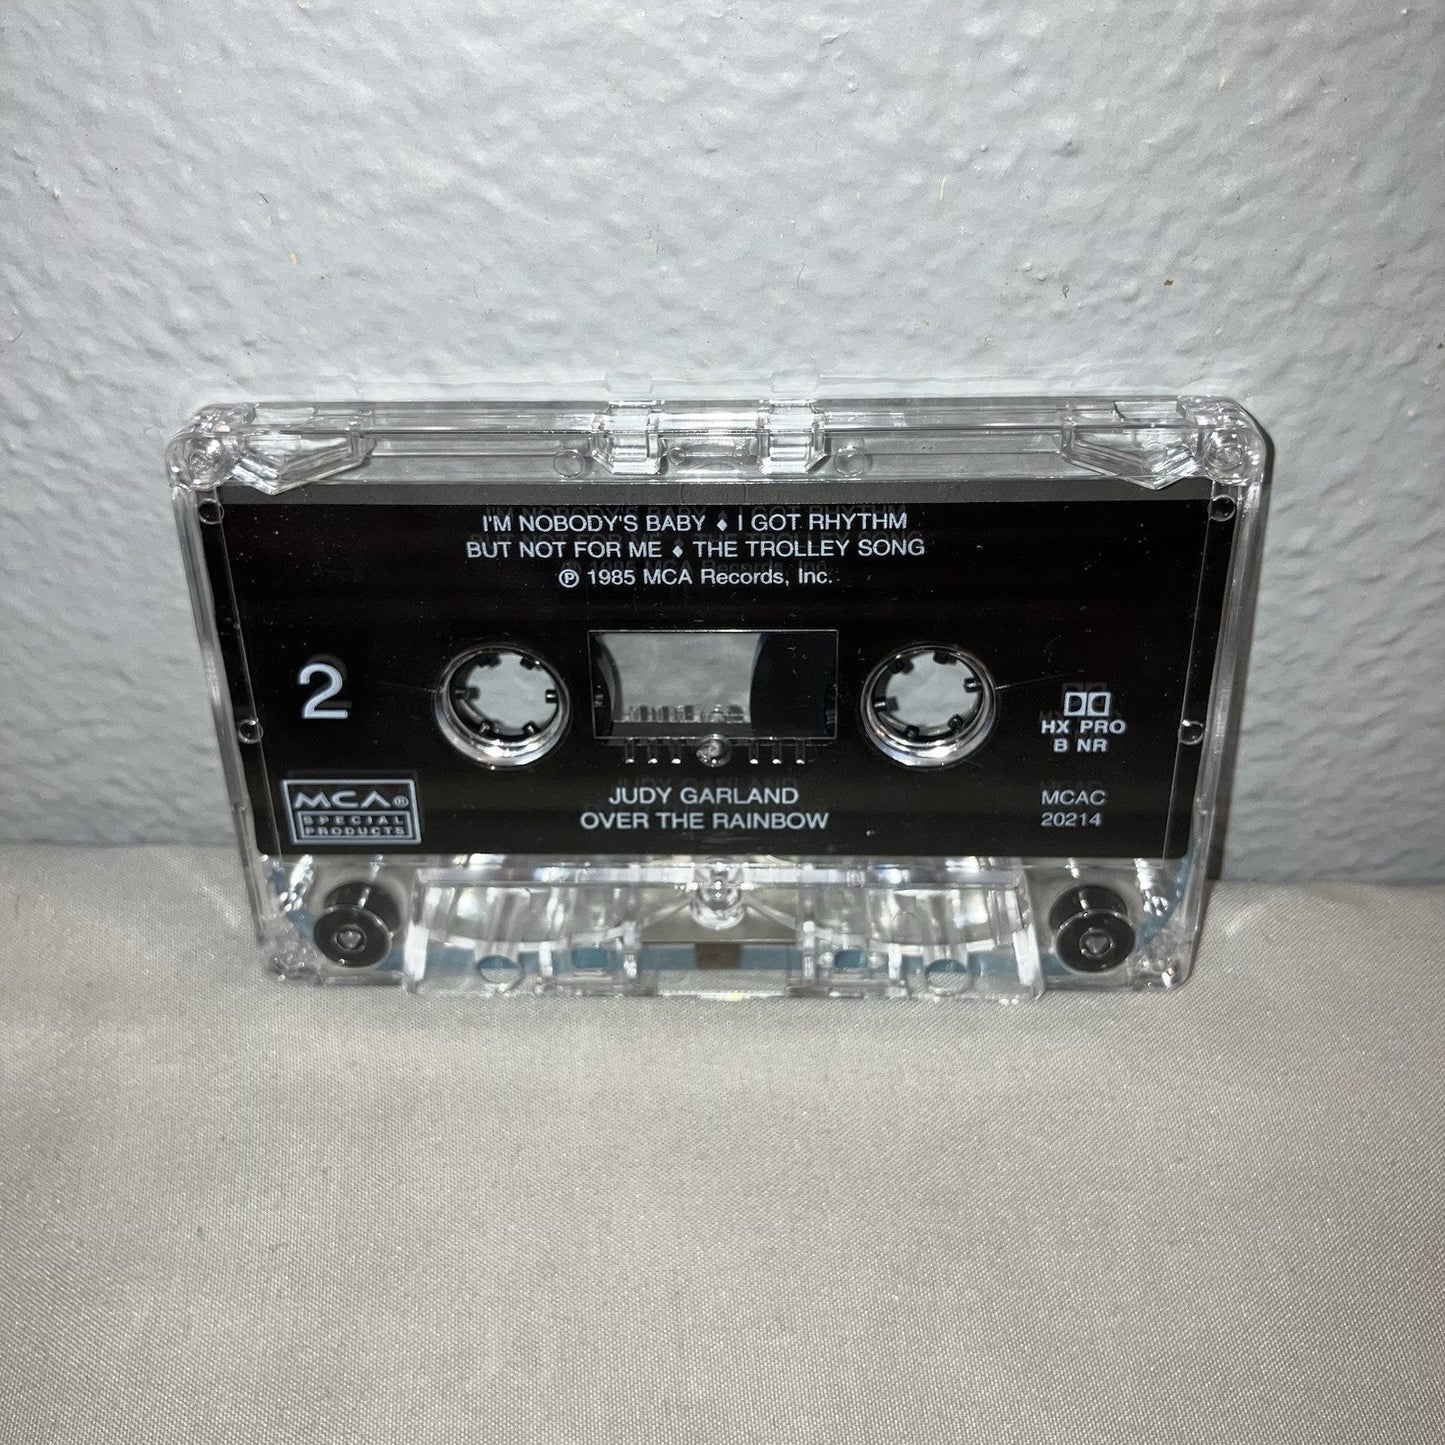 I'M NOBODY'S BABY ♦ I GOT RHYTHM
BUT NOT FOR ME ♦ THE TROLLEY SONG
℗ 1985 MCA Records, Inc.
2
HX PRO
B NR
MCA®
SPECIAL
PRODUCTS
JUDY GARLAND
OVER THE RAINBOW
MCAC
20214